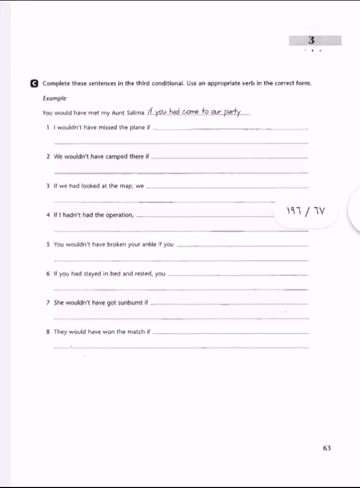 3
C Complete these sentences in the third conditional. Use an appropriate verb in the correct form.
Example:
You would have met my Aunt Salima if you had come to our party.
1 I wouldn't have missed the plane if
2 We wouldn't have camped there if
3 If we had looked at the map, we
4 If I hadn't had the operation,
١٩٦ / ٦٧
5 You wouldn't have broken your ankle if you
6 If you had stayed in bed and rested, you
7 She wouldn't have got sunburnt if
8 They would have won the match if
63